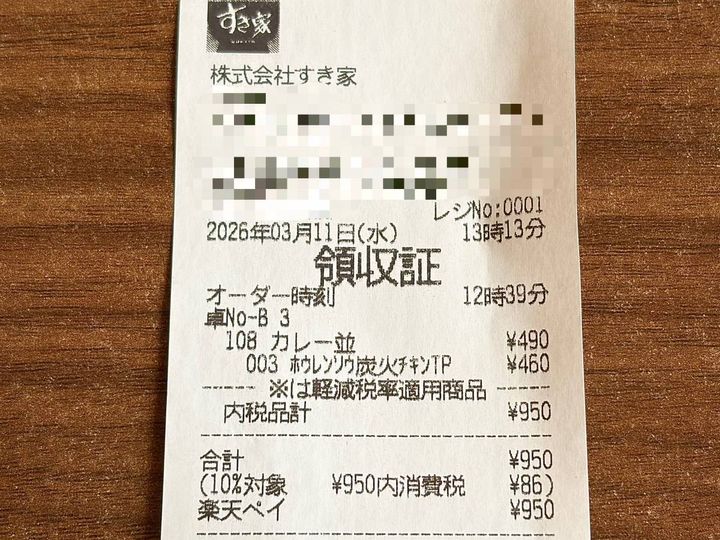 すき家
株式会社すき家
レジNo:0001
2026年03月11日(水) 13時13分
領収証
オーダー時刻 12時39分
卓No-B 3
108 カレー並 ¥490
003 ﾎｳﾚﾝｿｳ炭火ﾁｷﾝTP ¥460
※は軽減税率適用商品
内税品計 ¥950
合計 ¥950
(10%対象 ¥950内消費税 ¥86)
楽天ペイ ¥950